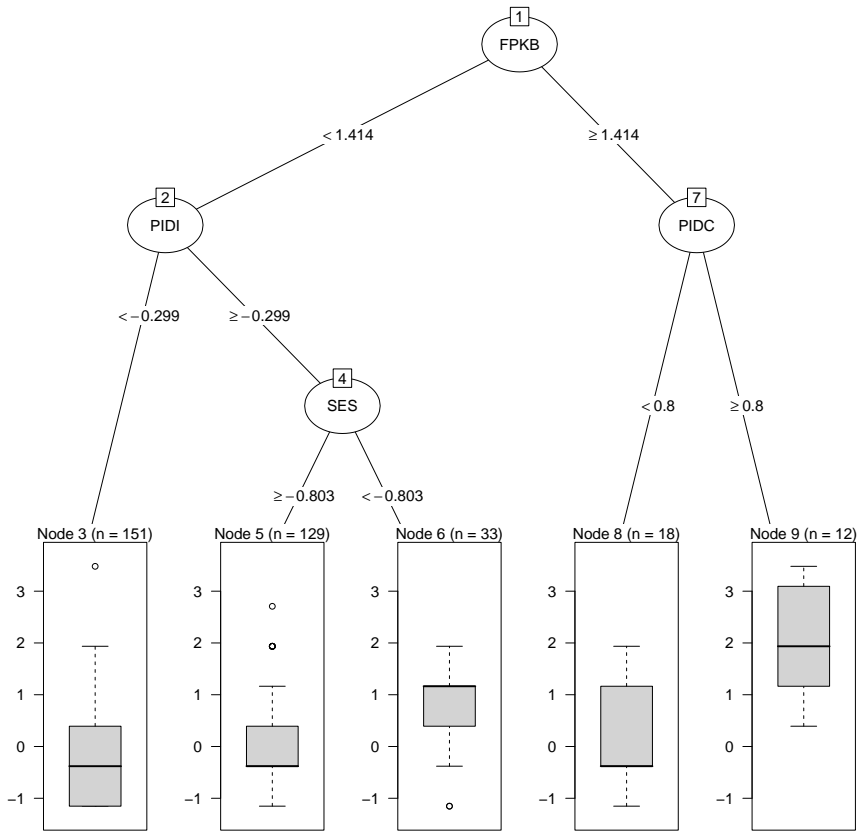 1
FPKB
< 1.414
≥ 1.414
2
PIDI
7
PIDC
< −0.299
≥ −0.299
4
SES
< 0.8
≥ 0.8
≥ −0.803
< −0.803
Node 3 (n = 151)
Node 5 (n = 129)
Node 6 (n = 33)
Node 8 (n = 18)
Node 9 (n = 12)
3 3 3 3 3
2 2 2 2 2
1 1 1 1 1
0 0 0 0 0
−1 −1 −1 −1 −1